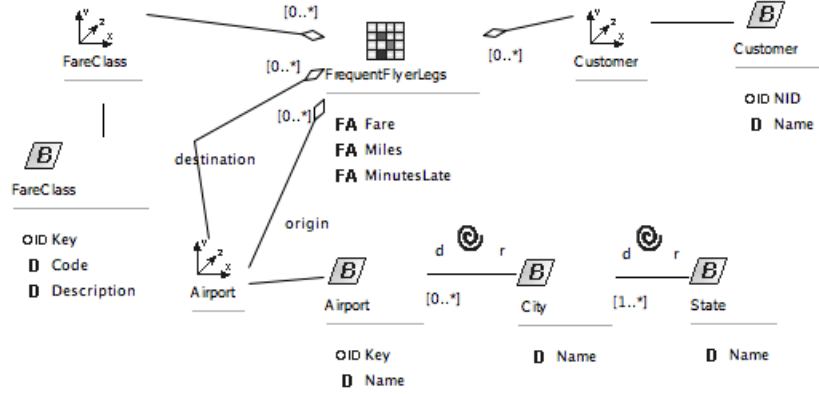 [0..*]
FareClass
[0..*]
FrequentFlyerLegs
[0..*]
Customer
B
Customer
OID NID
D Name
[0..*]
FA Fare
FA Miles
FA MinutesLate
destination
B
FareClass
OID Key
D Code
D Description
origin
Airport
B
Airport
OID Key
D Name
d r
[0..*]
B
City
D Name
d r
[1..*]
B
State
D Name